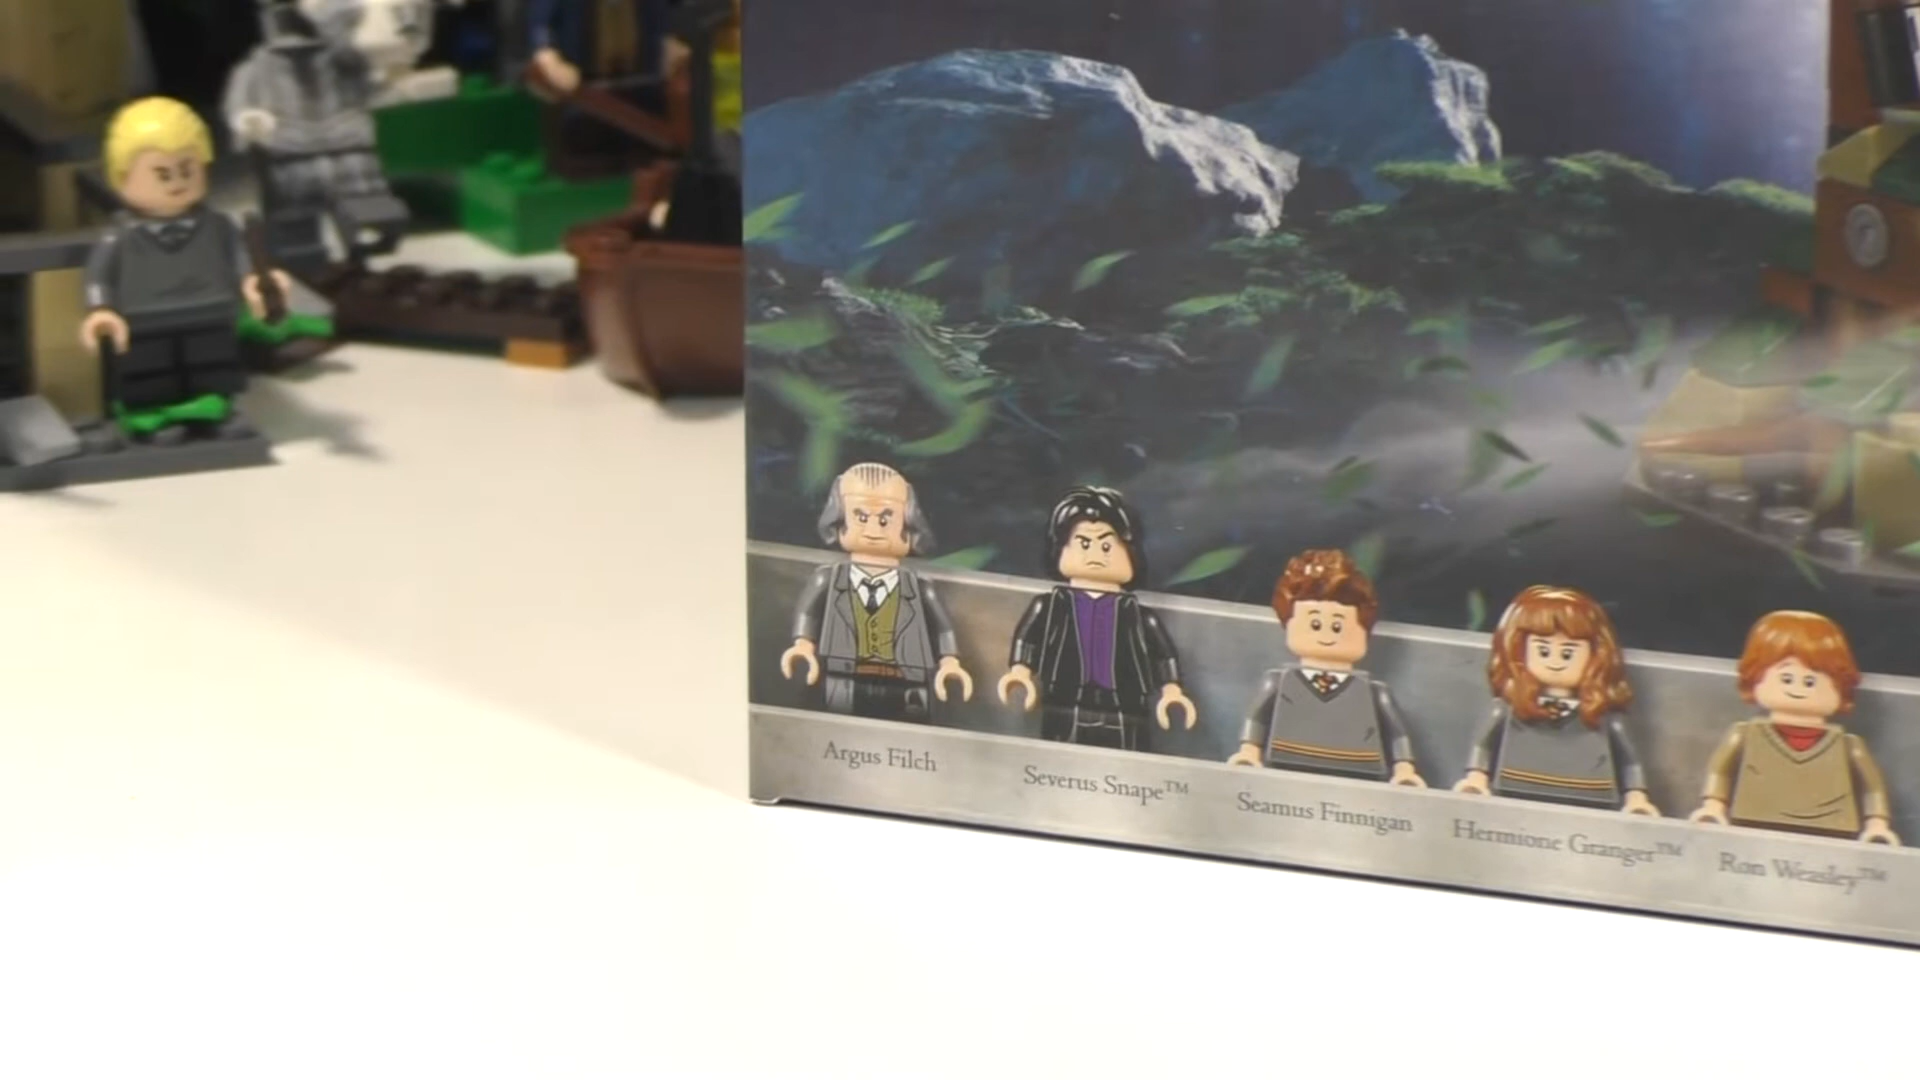 Argus Filch
Severus Snape™
Seamus Finnigan
Hermione Granger™
Ron Weasley™